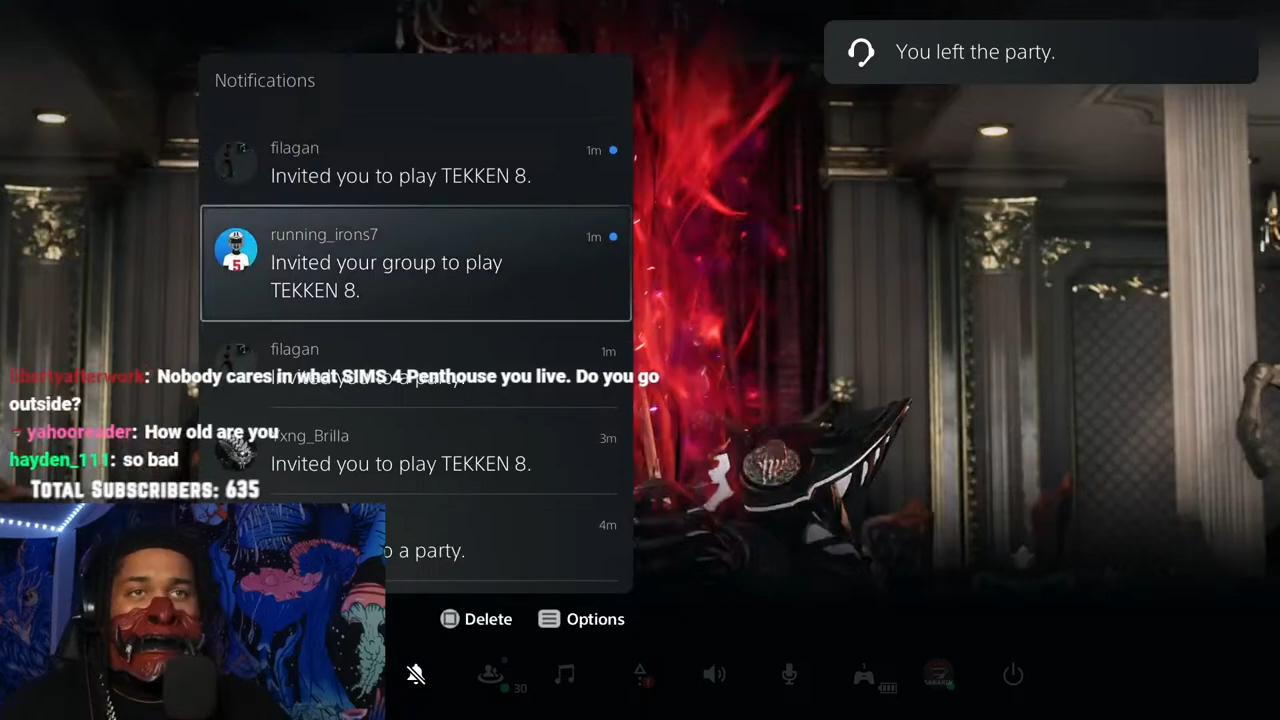 You left the party.
Notifications
filagan
1m
Invited you to play TEKKEN 8.
running_irons7
1m
Invited your group to play
TEKKEN 8.
filagan
1m
libertyafterwork: Nobody cares in what SIMS 4 Penthouse you live. Do you go
outside?
yahooreader: How old are you
xng_Brilla
3m
hayden_111: so bad
Invited you to play TEKKEN 8.
TOTAL SUBSCRIBERS: 635
4m
o a party.
Delete
Options
30
1